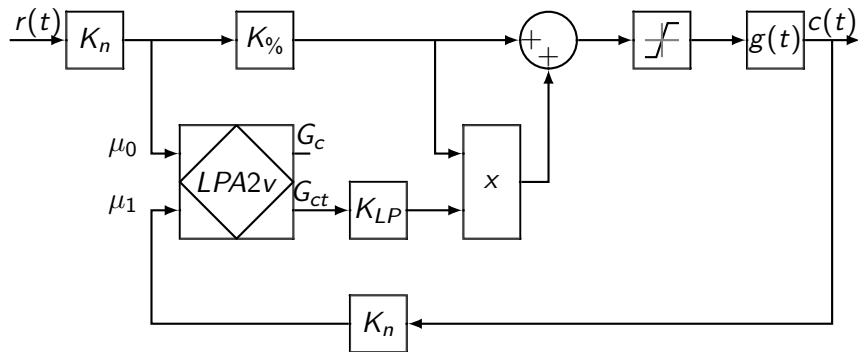 r(t)
K_n
K_%
+
+
g(t)
c(t)
μ_0
G_c
LPA2v
μ_1
G_ct
K_LP
x
K_n